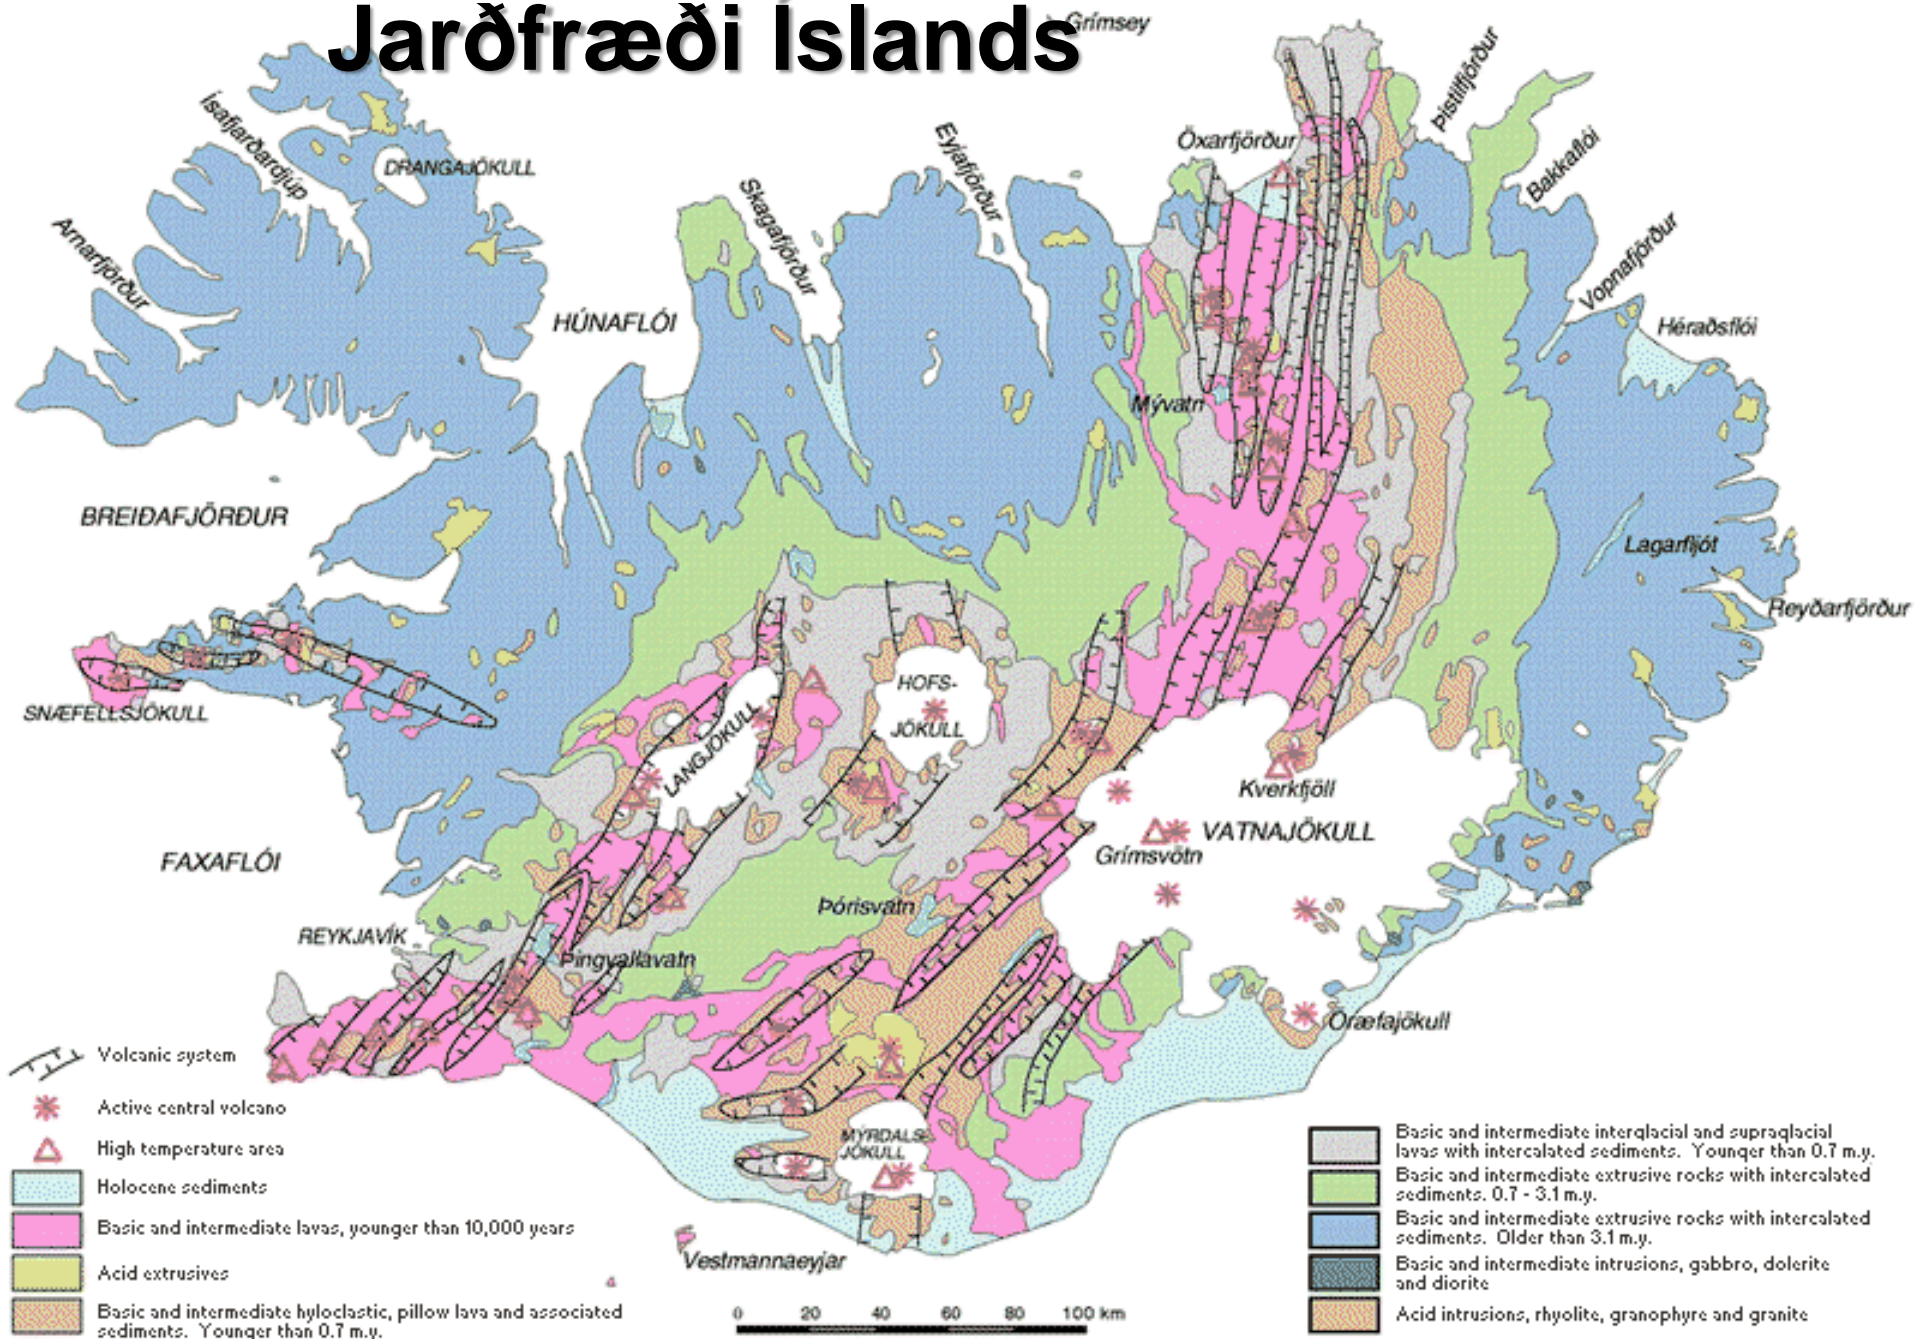 Jarðfræði Íslands
Grímsey
Ísafjarðardjúp
DRANGAJÖKULL
Arnarfjörður
HÚNAFLÓI
Skagafjörður
Eyjafjörður
Öxarfjörður
Þistilfjörður
Bakkaflói
Vopnafjörður
Héraðsflói
Mývatn
BREIÐAFJÖRÐUR
Lagarfljót
Reyðarfjörður
SNÆFELLSJÖKULL
LANGJÖKULL
HOFS-
JÖKULL
Kverkfjöll
VATNAJÖKULL
Grímsvötn
FAXAFLÓI
Þórisvatn
REYKJAVÍK
Þingvallavatn
Öræfajökull
MÝRDALS-
JÖKULL
Vestmannaeyjar
Volcanic system
Active central volcano
High temperature area
Holocene sediments
Basic and intermediate lavas, younger than 10,000 years
Acid extrusives
Basic and intermediate hyloclastic, pillow lava and associated
sediments. Younger than 0.7 m.y.
0 20 40 60 80 100 km
Basic and intermediate interglacial and supraglacial
lavas with intercalated sediments. Younger than 0.7 m.y.
Basic and intermediate extrusive rocks with intercalated
sediments. 0.7 - 3.1 m.y.
Basic and intermediate extrusive rocks with intercalated
sediments. Older than 3.1 m.y.
Basic and intermediate intrusions, gabbro, dolerite
and diorite
Acid intrusions, rhyolite, granophyre and granite